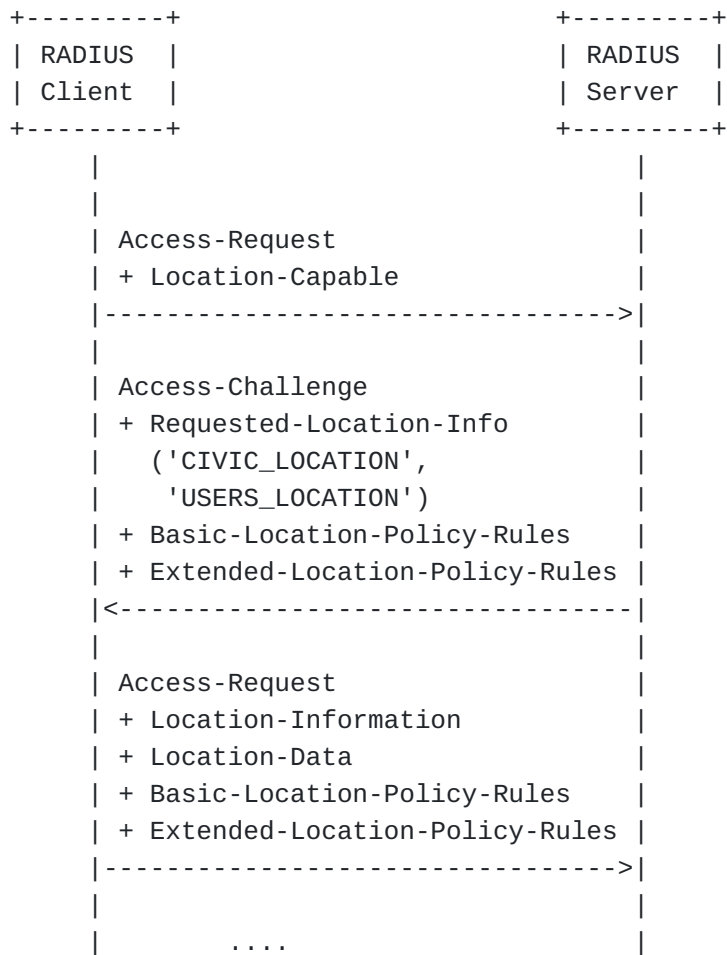 +---------+                        +---------+
| RADIUS  |                        | RADIUS  |
| Client  |                        | Server  |
+---------+                        +---------+
     |                                  |
     |                                  |
     | Access-Request                   |
     | + Location-Capable               |
     |--------------------------------->|
     |                                  |
     | Access-Challenge                 |
     | + Requested-Location-Info        |
     |   ('CIVIC_LOCATION',             |
     |    'USERS_LOCATION')             |
     | + Basic-Location-Policy-Rules    |
     | + Extended-Location-Policy-Rules |
     |<---------------------------------|
     |                                  |
     | Access-Request                   |
     | + Location-Information           |
     | + Location-Data                  |
     | + Basic-Location-Policy-Rules    |
     | + Extended-Location-Policy-Rules |
     |--------------------------------->|
     |                                  |
     |        ....                      |